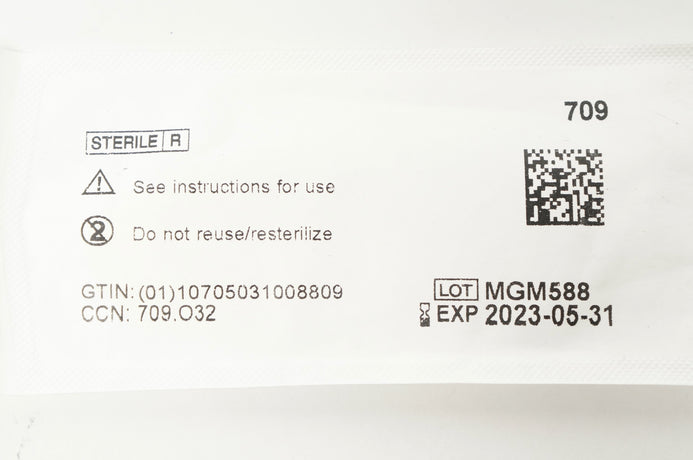 709
STERILE R
See instructions for use
2
Do not reuse/resterilize
GTIN: (01)10705031008809
CCN: 709.O32
LOT MGM588
EXP 2023-05-31